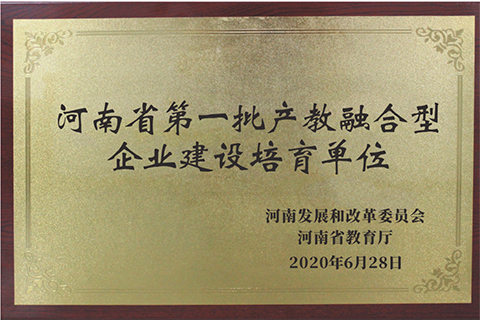 河南省第一批产教融合型
企业建设培育单位
河南发展和改革委员会
河南省教育厅
2020年6月28日